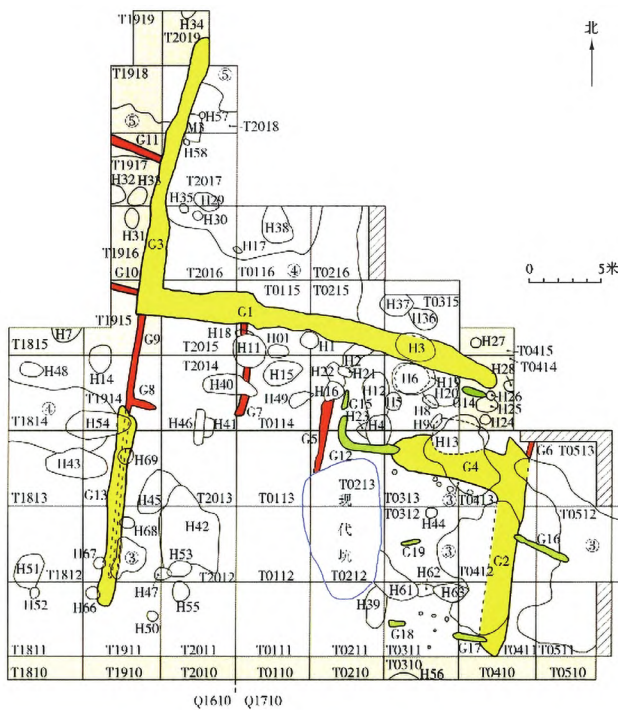 T1919 H34
T2019
北
T1918 ⑤
⑤ H57
M3 T2018
G11 H58
T1917
H32 H33 T2017
H35 H29
H31 H30 H38
G3
T1916 H17
G10 T2016 T0116 ④ T0216
0 5米
T0115 T0215 H37 T0315
H36
T1915 G1
H7 G9 H18 H3 H27
T1815 T2015 H11 H01 H1 T0415
H48 H14 T2014 H2 T0414
G8 H40 H15 H22 H21 H6 H19 H28
T1914 H16 H12 H20 G14 H26
④ G7 H49 G15 H5 H8 H25
T1814 H54 H46 H41 T0114 H23 H9 H24
G5 H4 H13
H43 H69 G12 G4 G6 T0513
G13 T0213
T1813 H45 T2013 T0113 现 T0313 ③ T0413
T0312 T0512
H68 H42 代 H44 G16
③ G19 ③ ③
H51 H67 H53 坑 T0412
T1812 T2012 T0112 T0212 H62 G2
H52 H66 H47 H55 H39 H61 H63
H50
G18 G17
T1811 T1911 T2011 T0111 T0211 T0311 T0411 T0511
T1810 T1910 T2010 T0110 T0210 T0310 T0410 T0510
H56
Q1610 Q1710